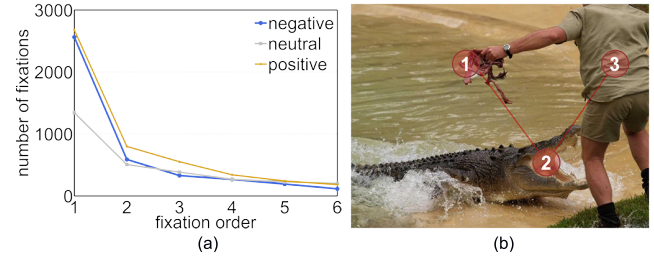 3000
2000
1000
0
number of fixations
negative
neutral
positive
1 2 3 4 5 6
fixation order
(a)
1
2
3
(b)